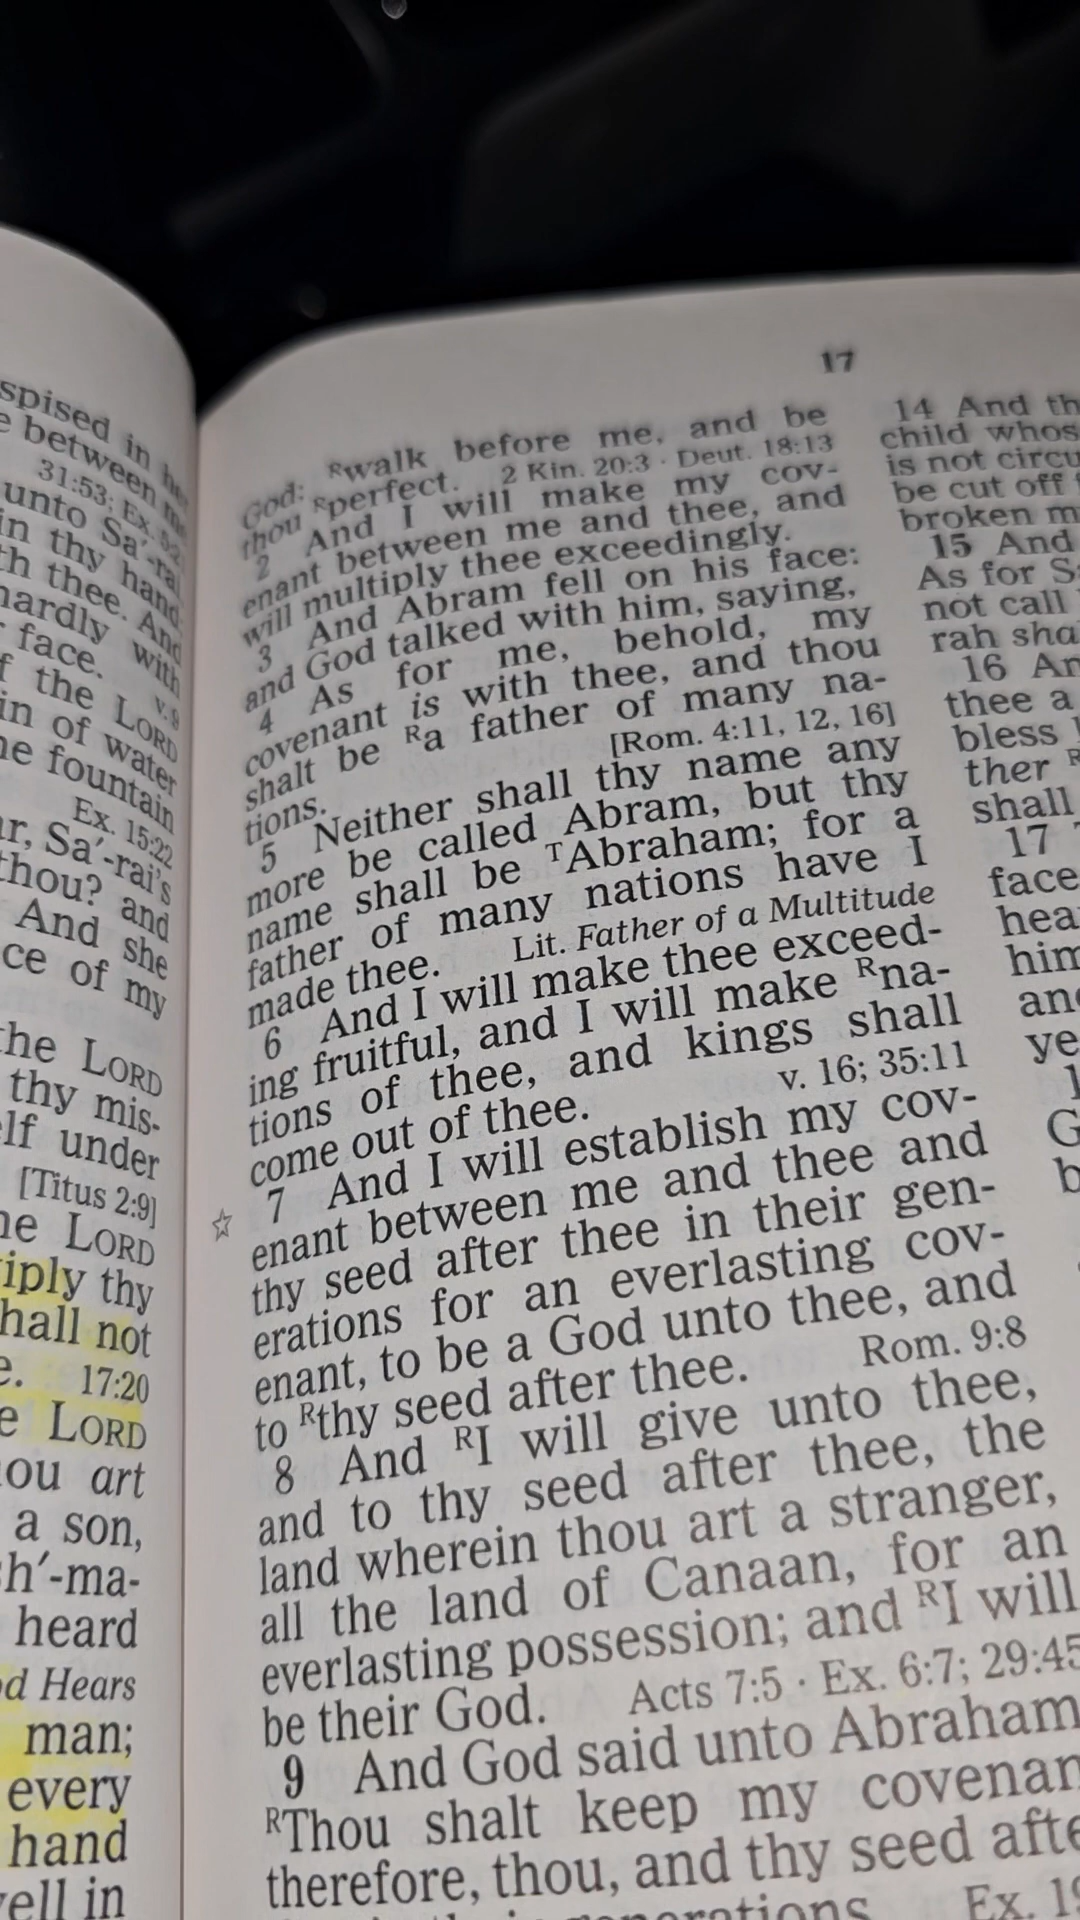 spised in
e between me
31:53; Ex.
unto Sa′-rai
in thy hand
th thee. And
hardly with
face.
v. 9
f the LORD
in of water
he fountain
Ex. 15:22
ar, Sa′-rai's
thou? and
And she
ce of my
the LORD
thy mis-
elf under
[Titus 2:9]
he LORD
iply thy
hall not
e. 17:20
e LORD
ou art
a son,
h′-ma-
heard
d Hears
man;
every
hand
ell in
17
God: Rwalk before me, and be
thou Rperfect. 2 Kin. 20:3 · Deut. 18:13
2 And I will make my cov-
enant between me and thee, and
will multiply thee exceedingly.
3 And Abram fell on his face:
and God talked with him, saying,
4 As for me, behold, my
covenant is with thee, and thou
shalt be Ra father of many na-
tions. [Rom. 4:11, 12, 16]
5 Neither shall thy name any
more be called Abram, but thy
name shall be TAbraham; for a
father of many nations have I
made thee. Lit. Father of a Multitude
6 And I will make thee exceed-
ing fruitful, and I will make Rna-
tions of thee, and kings shall
come out of thee. v. 16; 35:11
☆ 7 And I will establish my cov-
enant between me and thee and
thy seed after thee in their gen-
erations for an everlasting cov-
enant, to be a God unto thee, and
to Rthy seed after thee. Rom. 9:8
8 And RI will give unto thee,
and to thy seed after thee, the
land wherein thou art a stranger,
all the land of Canaan, for an
everlasting possession; and RI will
be their God. Acts 7:5 · Ex. 6:7; 29:45
9 And God said unto Abraham
RThou shalt keep my covenan
therefore, thou, and thy seed afte
Ex. 19
14 And th
child whos
is not circu
be cut off
broken m
15 And
As for S
not call
rah sha
16 An
thee a
bless
ther R
shall
17
face
hea
him
and
ye
1
G
b